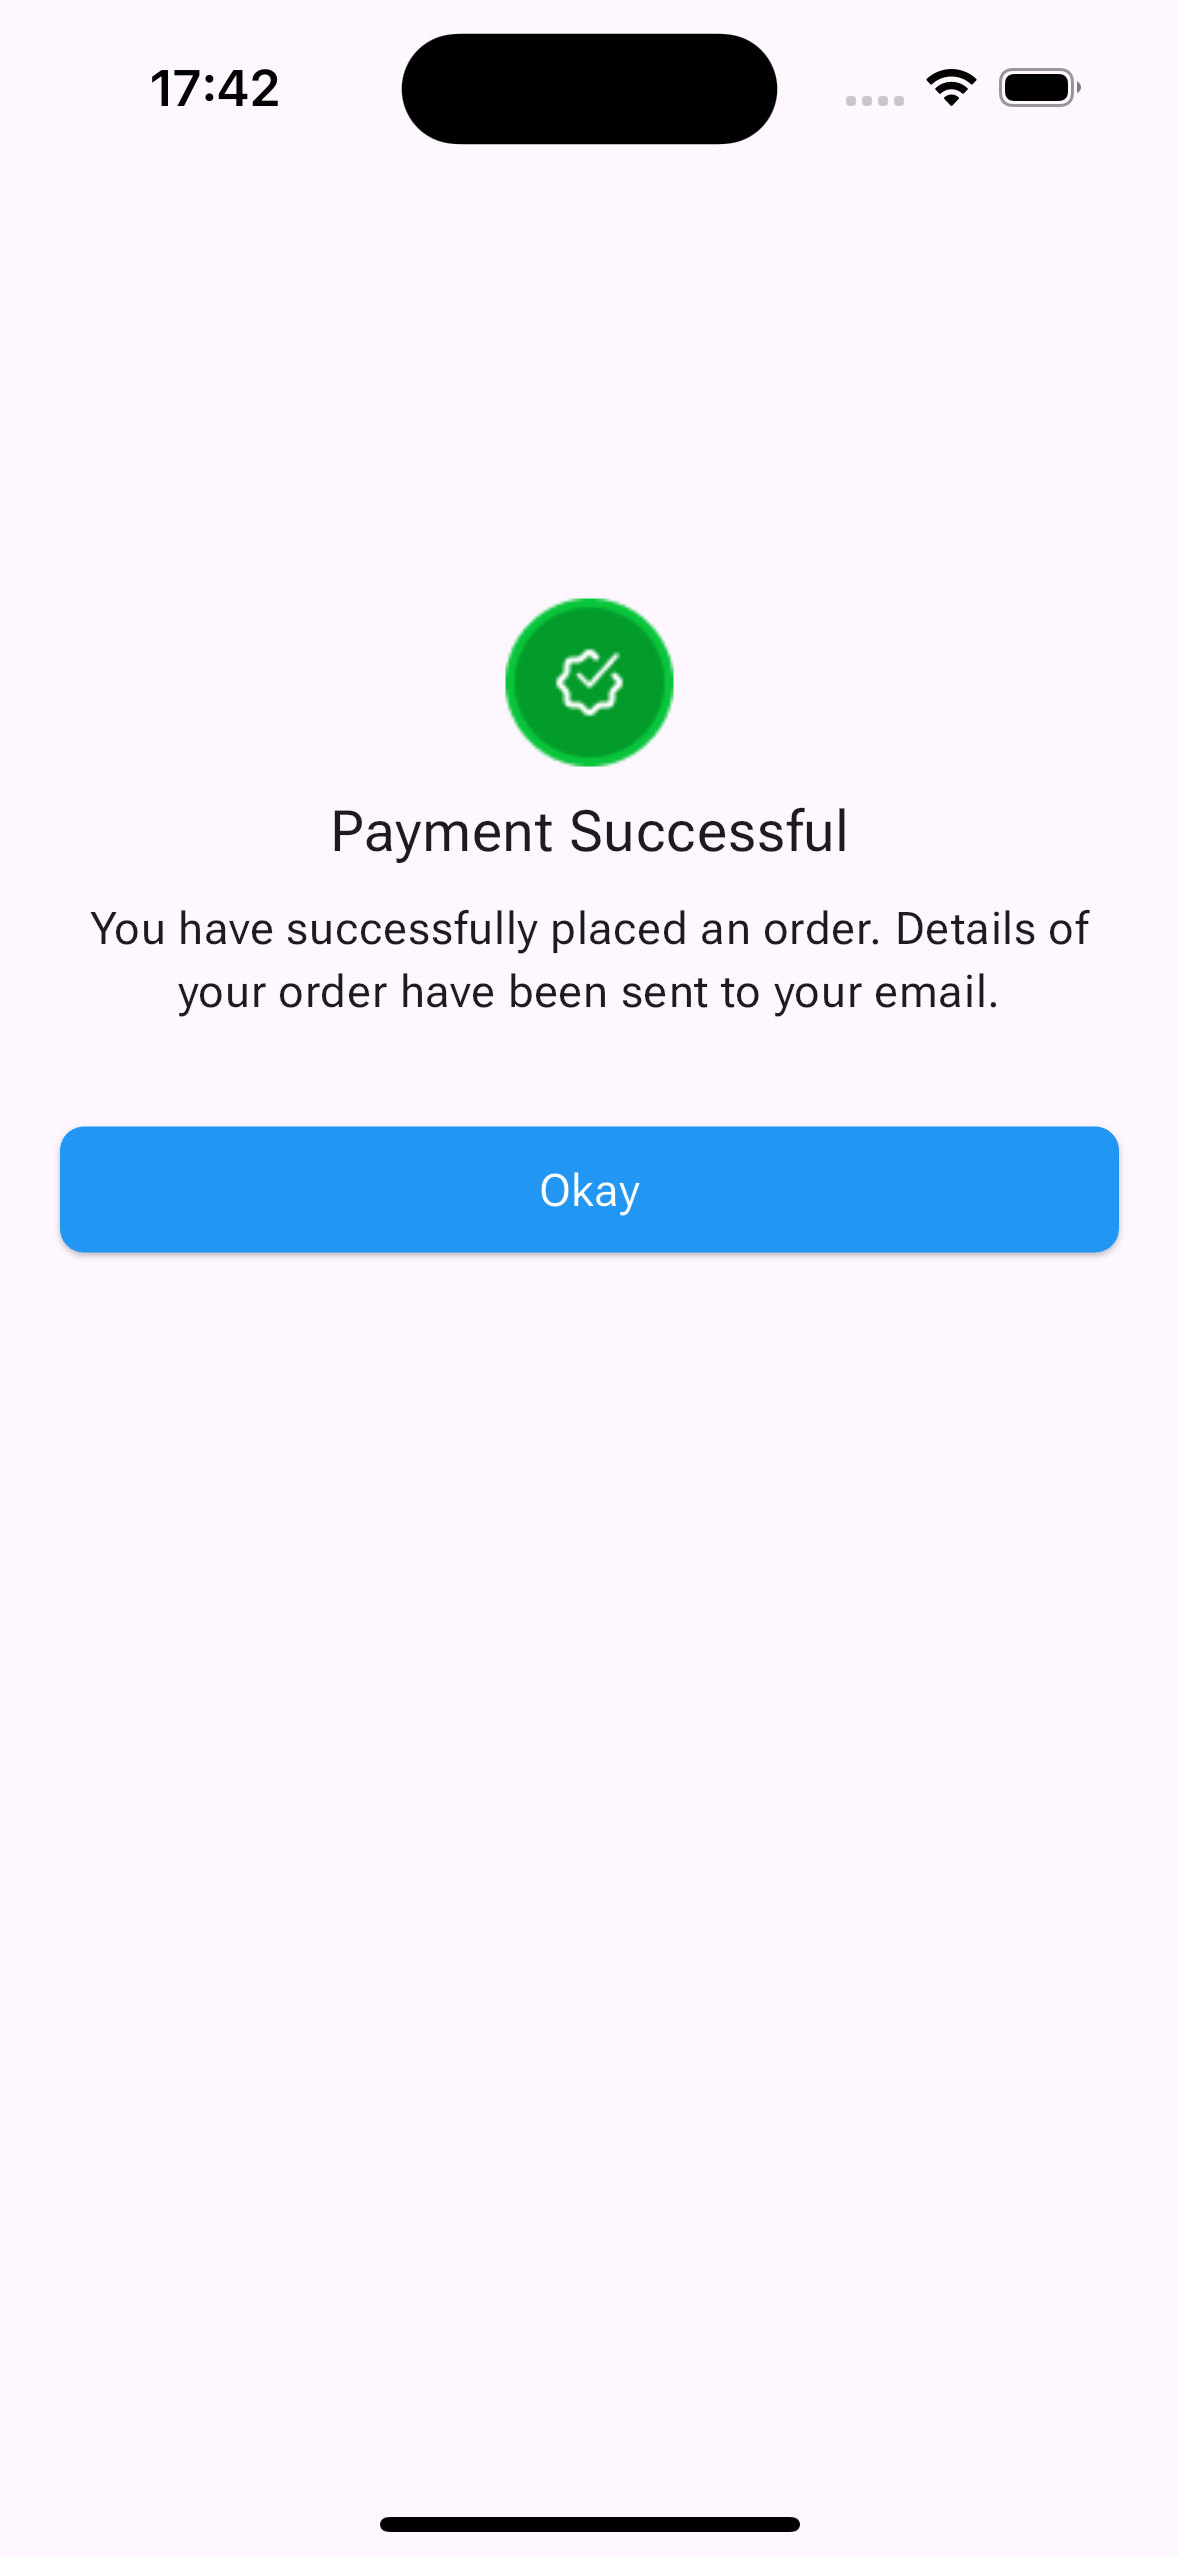 17:42
Payment Successful
You have successfully placed an order. Details of
your order have been sent to your email.
Okay